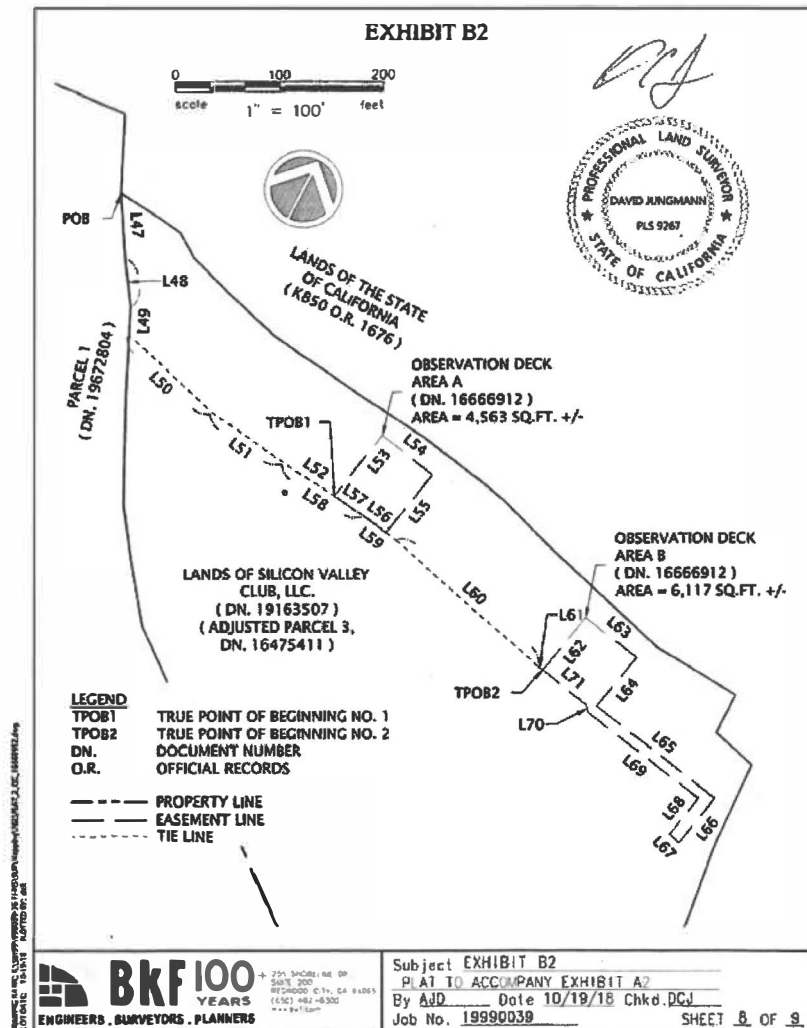 EXHIBIT B2
0 100 200
scale 1" = 100' feet
PROFESSIONAL LAND SURVEYOR
DAVID JUNGMANN
PLS 9267
STATE OF CALIFORNIA
POB
L47
L48
L49
PARCEL 1
(DN. 19672804)
LANDS OF THE STATE
OF CALIFORNIA
(K850 O.R. 1676)
L50
L51
L52
TPOB1
OBSERVATION DECK
AREA A
(DN. 16666912)
AREA = 4,563 SQ.FT. +/-
L53
L54
L55
L56
L57
L58
L59
LANDS OF SILICON VALLEY
CLUB, LLC.
(DN. 19163507)
(ADJUSTED PARCEL 3,
DN. 16475411)
L60
OBSERVATION DECK
AREA B
(DN. 16666912)
AREA = 6,117 SQ.FT. +/-
L61
L62
L63
L64
L71
TPOB2
L70
L65
L69
L68
L66
L67
LEGEND
TPOB1 TRUE POINT OF BEGINNING NO. 1
TPOB2 TRUE POINT OF BEGINNING NO. 2
DN. DOCUMENT NUMBER
O.R. OFFICIAL RECORDS
PROPERTY LINE
EASEMENT LINE
TIE LINE
BKF 100
YEARS
ENGINEERS . SURVEYORS . PLANNERS
SUITE 200
REDWOOD CITY, CA 94065
Subject EXHIBIT B2
PLAT TO ACCOMPANY EXHIBIT A2
By AJD Date 10/19/18 Chkd.DCJ
Job No. 19990039 SHEET 8 OF 9